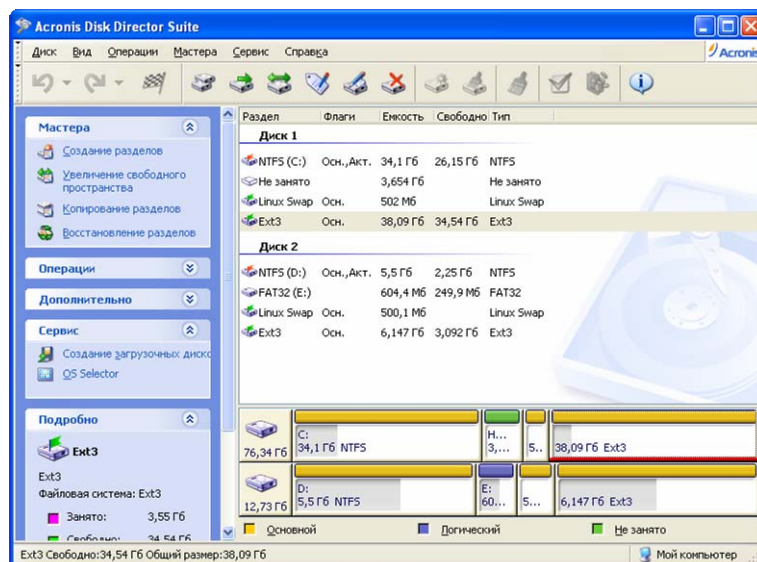 Acronis Disk Director Suite
Диск Вид Операции Мастера Сервис Справка
Acronis
Мастера
Создание разделов
Увеличение свободного
пространства
Копирование разделов
Восстановление разделов
Операции
Дополнительно
Сервис
Создание загрузочных диско
OS Selector
Подробно
Ext3
Ext3
Файловая система: Ext3
Занято: 3,55 Гб
Свободно: 34,54 Гб
Раздел Флаги Емкость Свободно Тип
Диск 1
NTFS (C:) Осн.,Акт. 34,1 Гб 26,15 Гб NTFS
Не занято 3,654 Гб Не занято
Linux Swap Осн. 502 Мб Linux Swap
Ext3 Осн. 38,09 Гб 34,54 Гб Ext3
Диск 2
NTFS (D:) Осн.,Акт. 5,5 Гб 2,25 Гб NTFS
FAT32 (E:) 604,4 Мб 249,9 Мб FAT32
Linux Swap Осн. 500,1 Мб Linux Swap
Ext3 Осн. 6,147 Гб 3,092 Гб Ext3
C: Н...
76,34 Гб 34,1 Гб NTFS 3,... 5.. 38,09 Гб Ext3
D: E:
12,73 Гб 5,5 Гб NTFS 60... 5... 6,147 Гб Ext3
Основной Логический Не занято
Ext3 Свободно:34,54 Гб Общий размер:38,09 Гб Мой компьютер